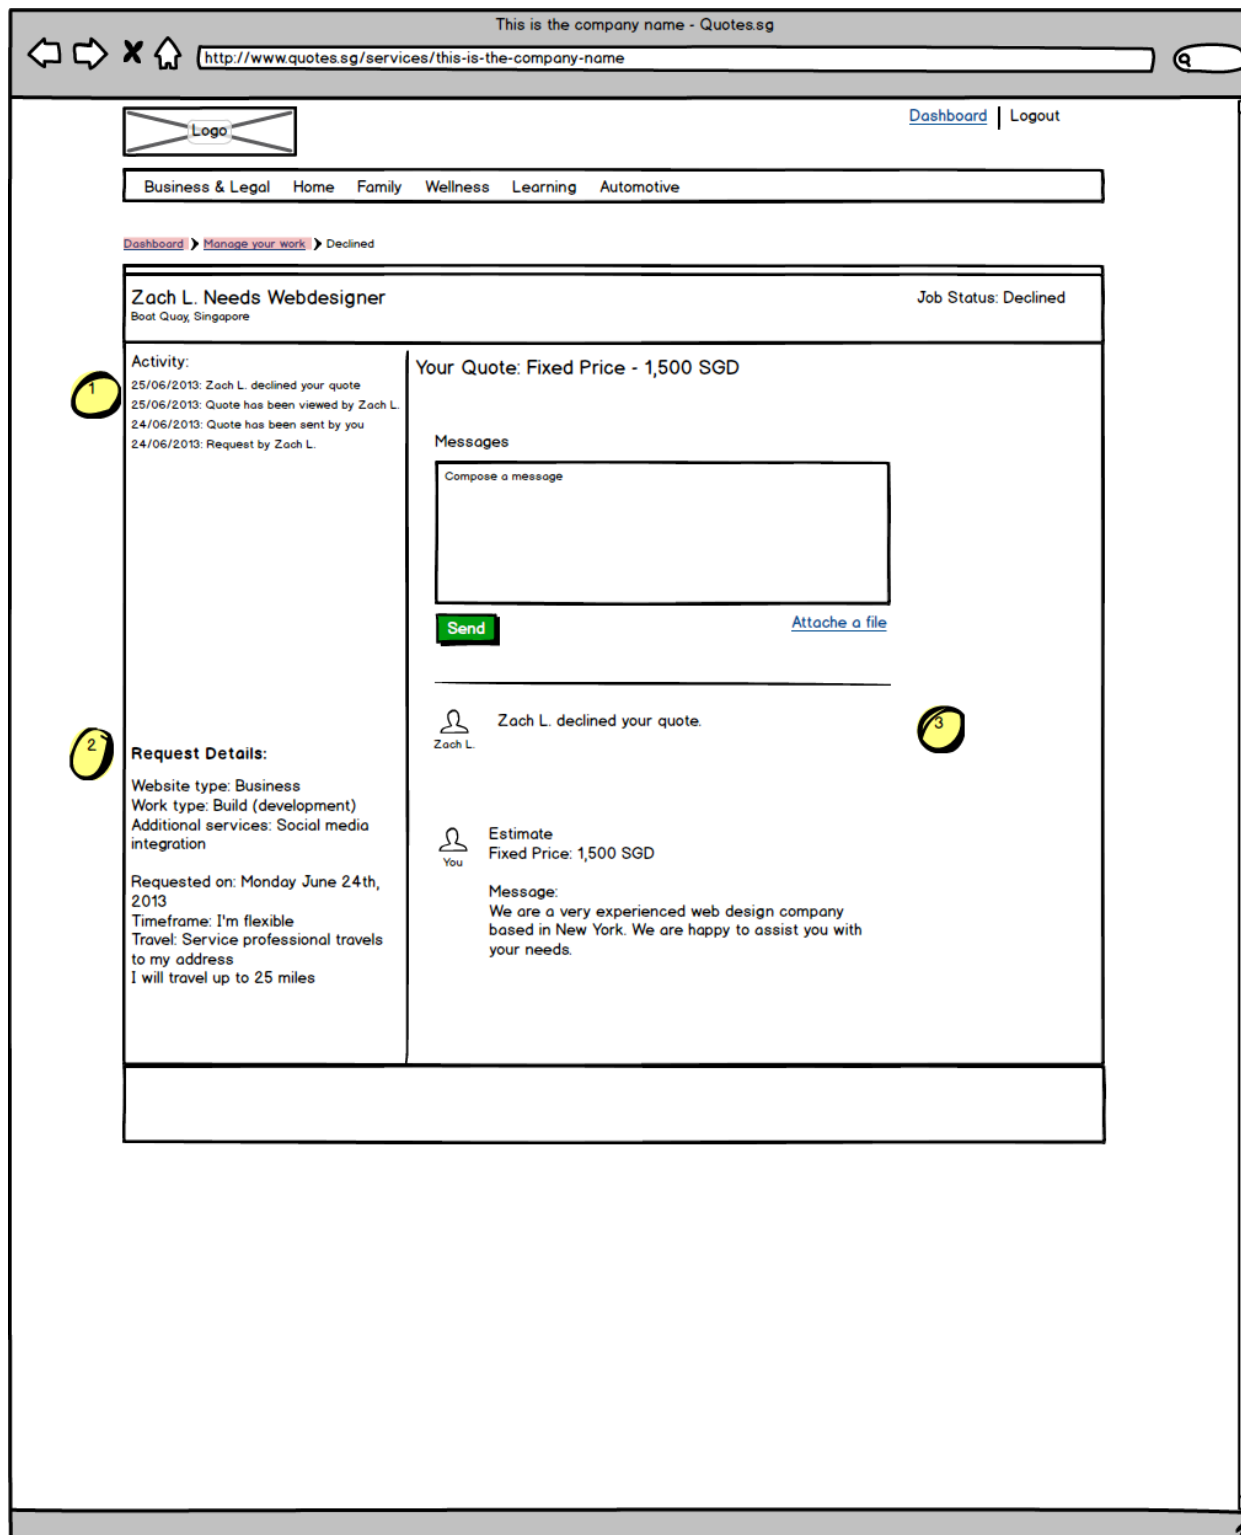 This is the company name - Quotes.sg
http://www.quotes.sg/services/this-is-the-company-name
Logo
Dashboard Logout
Business & Legal Home Family Wellness Learning Automotive
Dashboard Manage your work Declined
Zach L. Needs Webdesigner
Boat Quay, Singapore
Job Status: Declined
1
Activity:
25/06/2013: Zach L. declined your quote
25/06/2013: Quote has been viewed by Zach L.
24/06/2013: Quote has been sent by you
24/06/2013: Request by Zach L.
2
Request Details:
Website type: Business
Work type: Build (development)
Additional services: Social media
integration
Requested on: Monday June 24th,
2013
Timeframe: I'm flexible
Travel: Service professional travels
to my address
I will travel up to 25 miles
Your Quote: Fixed Price - 1,500 SGD
Messages
Compose a message
Send
Attache a file
Zach L.
Zach L. declined your quote.
3
You
Estimate
Fixed Price: 1,500 SGD
Message:
We are a very experienced web design company
based in New York. We are happy to assist you with
your needs.